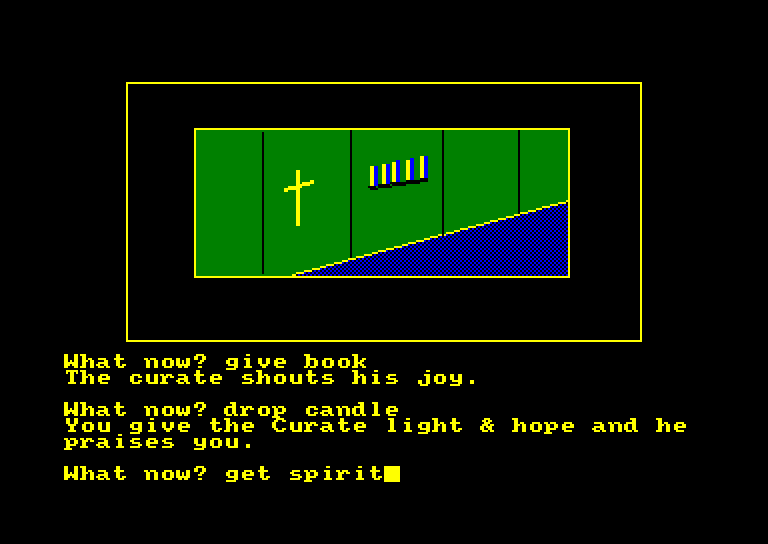 What now? give book
The curate shouts his joy.
What now? drop candle
You give the Curate light & hope and he
praises you.
What now? get spirit